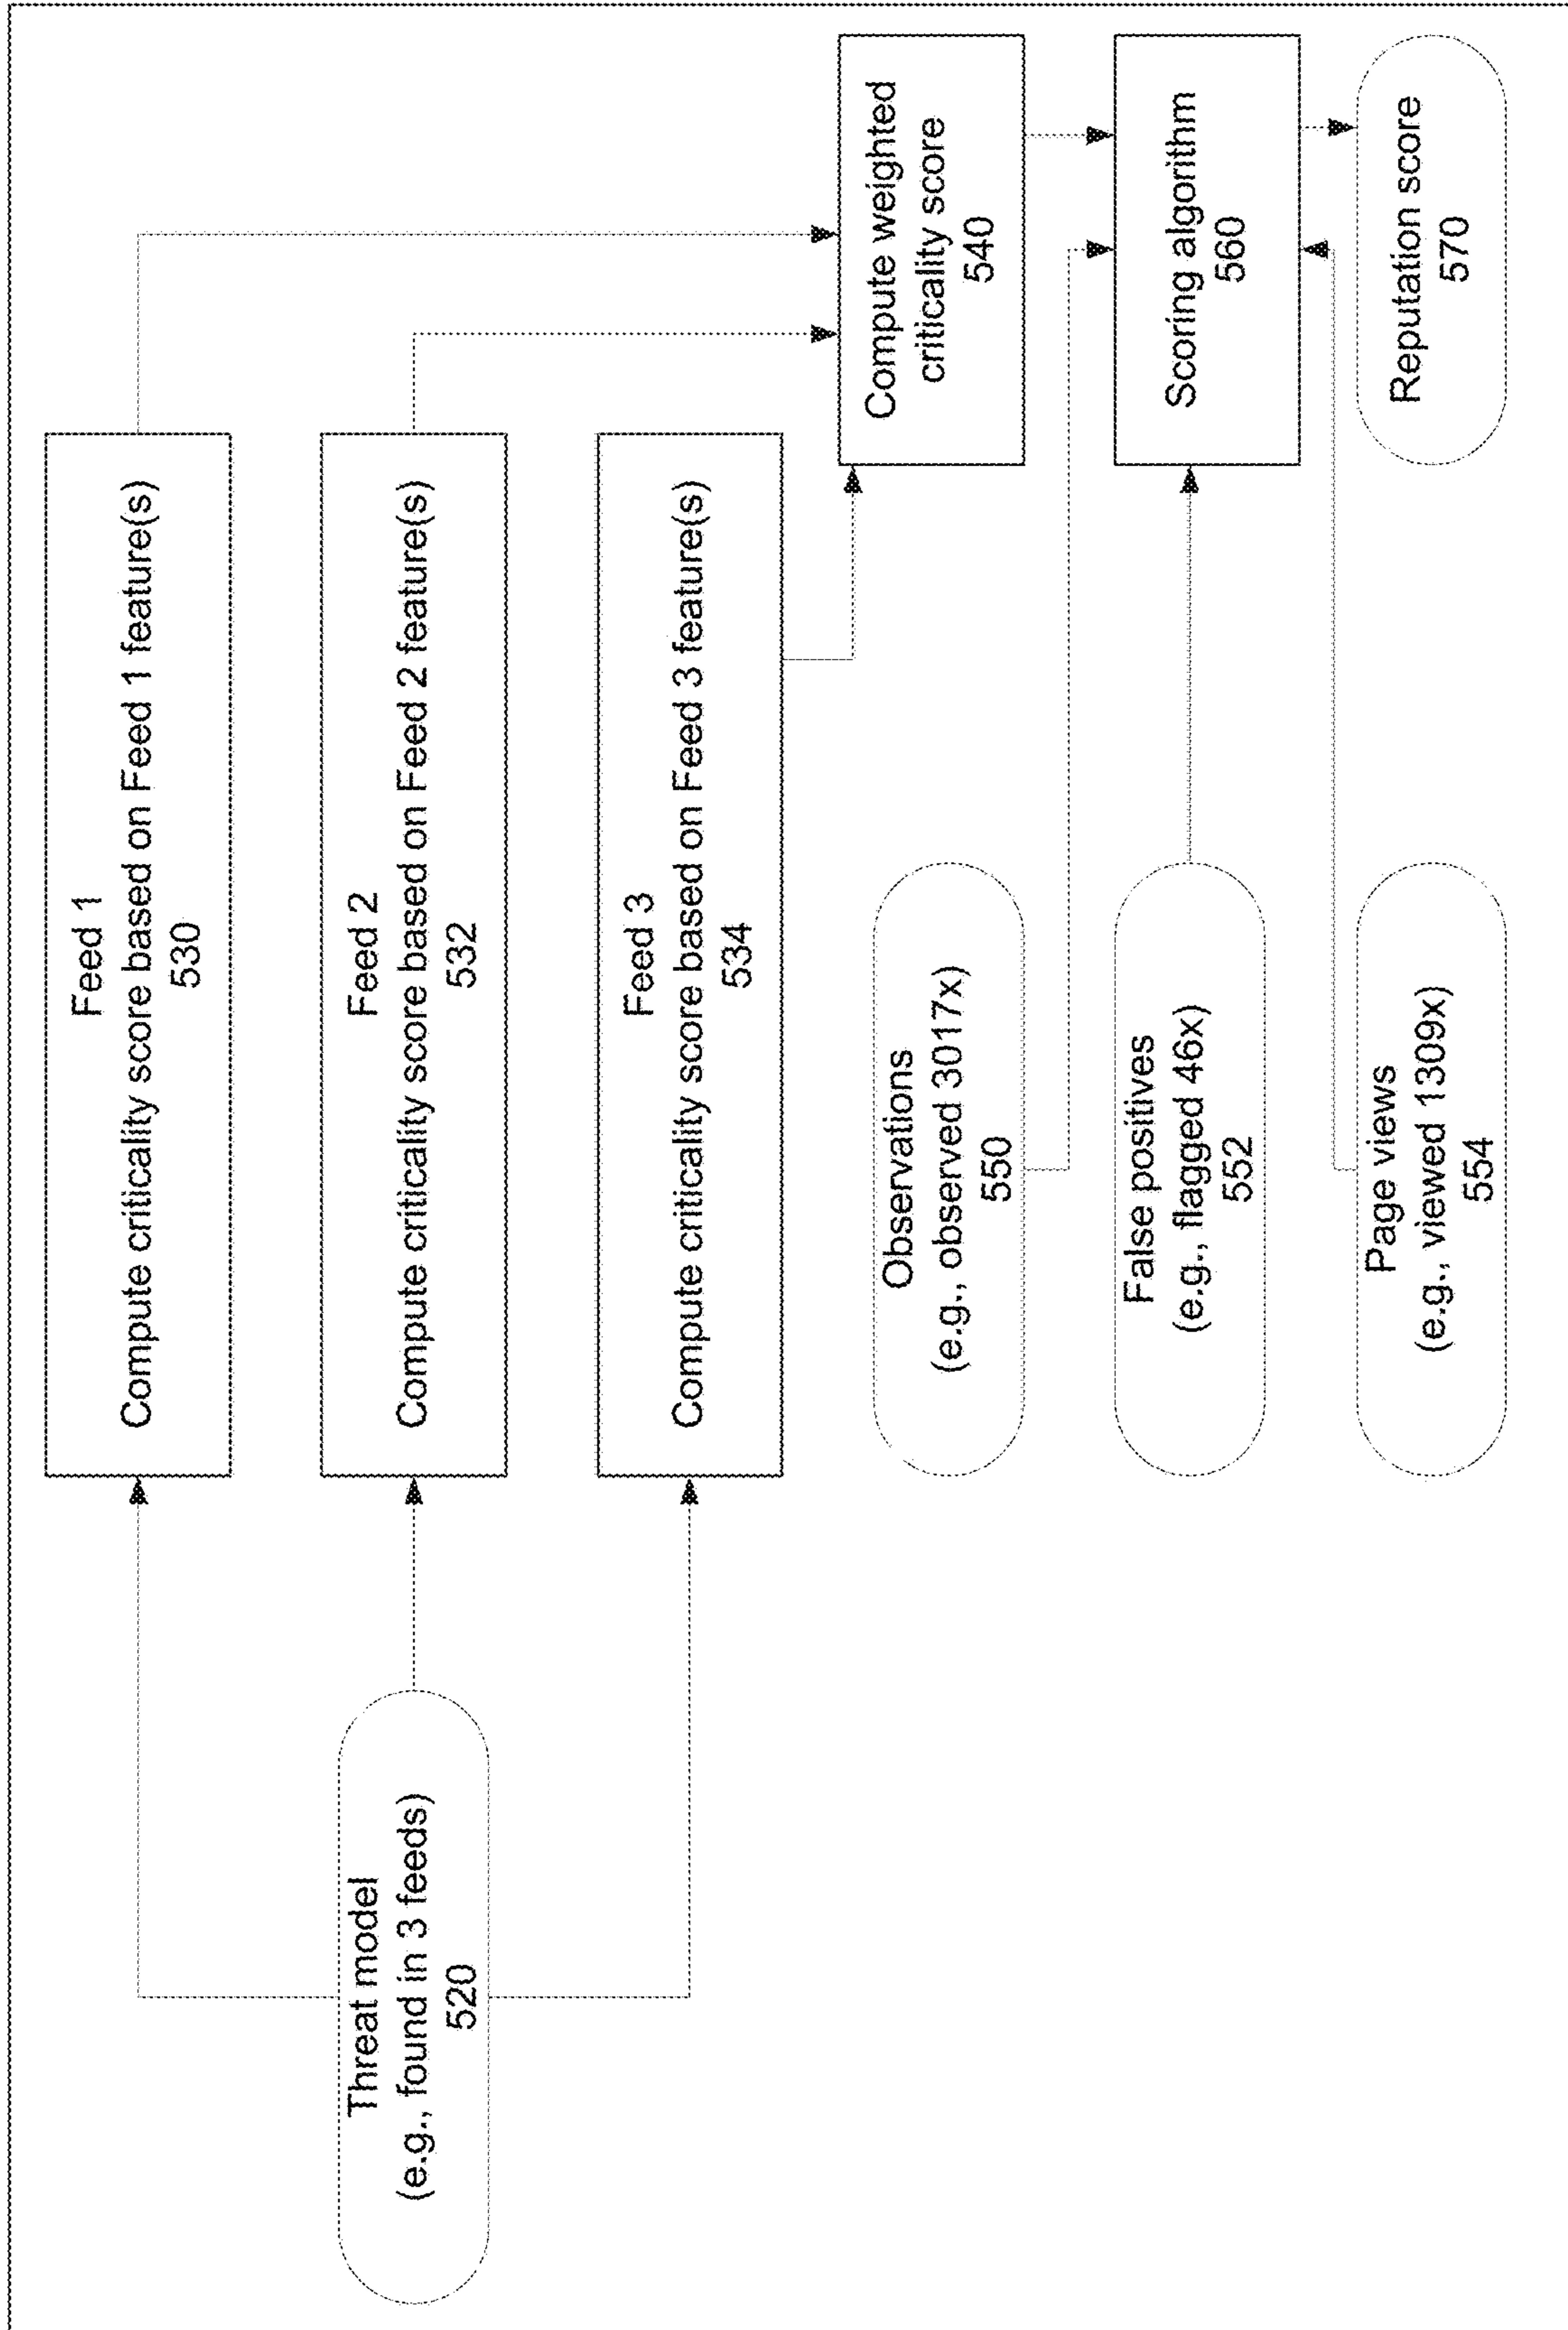 Threat model
(e.g., found in 3 feeds)
520
Feed 1
Compute criticality score based on Feed 1 feature(s)
530
Feed 2
Compute criticality score based on Feed 2 feature(s)
532
Feed 3
Compute criticality score based on Feed 3 feature(s)
534
Compute weighted
criticality score
540
Observations
(e.g., observed 3017x)
550
False positives
(e.g., flagged 46x)
552
Page views
(e.g., viewed 1309x)
554
Scoring algorithm
560
Reputation score
570